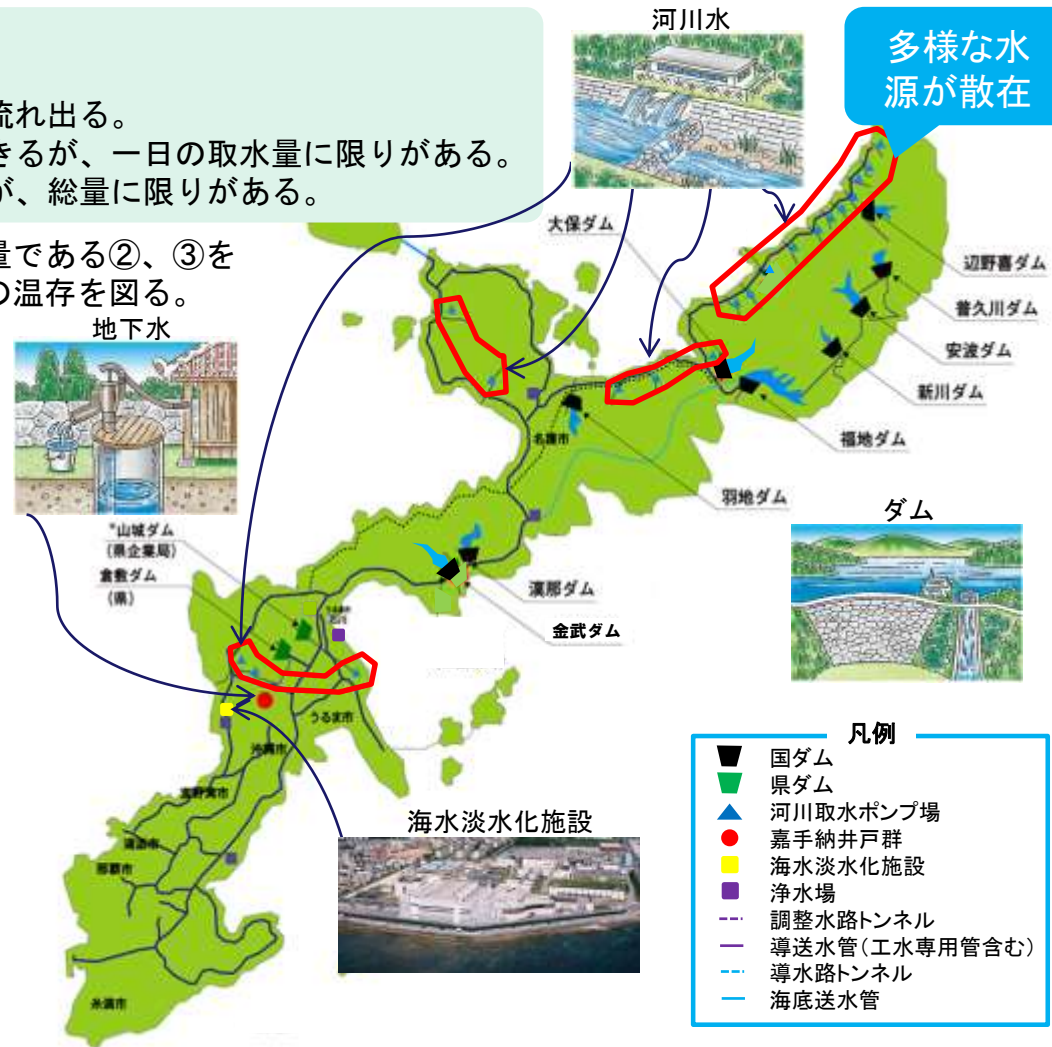 流れ出る。
きるが、一日の取水量に限りがある。
が、総量に限りがある。
量である②、③を
の温存を図る。
河川水
多様な水
源が散在
大保ダム
辺野喜ダム
普久川ダム
安波ダム
新川ダム
福地ダム
名護市
羽地ダム
地下水
*山城ダム
(県企業局)
倉敷ダム
(県)
漢那ダム
金武ダム
ダム
うるま市
沖縄市
宜野湾市
浦添市
那覇市
糸満市
海水淡水化施設
凡例
国ダム
県ダム
河川取水ポンプ場
嘉手納井戸群
海水淡水化施設
浄水場
調整水路トンネル
導送水管(工水専用管含む)
導水路トンネル
海底送水管